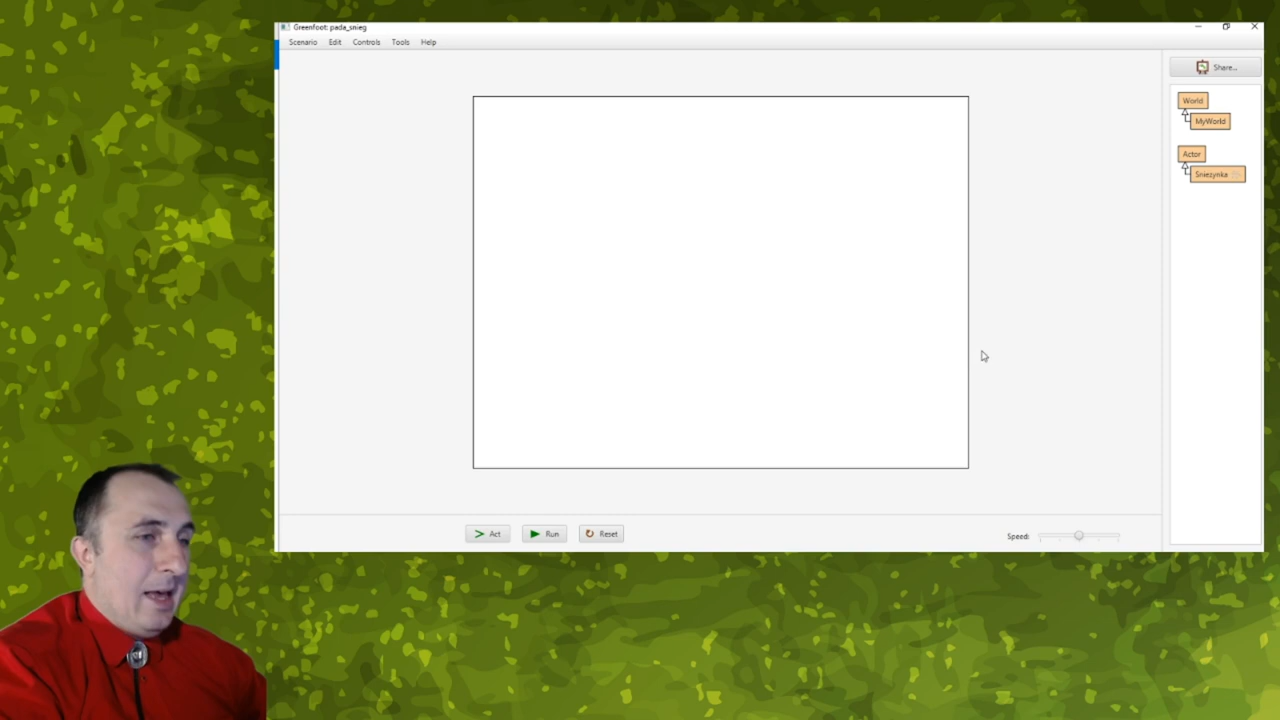 Greenfoot: pada_snieg
Scenario Edit Controls Tools Help
Share...
World
MyWorld
Actor
Sniezynka
Act Run Reset
Speed: